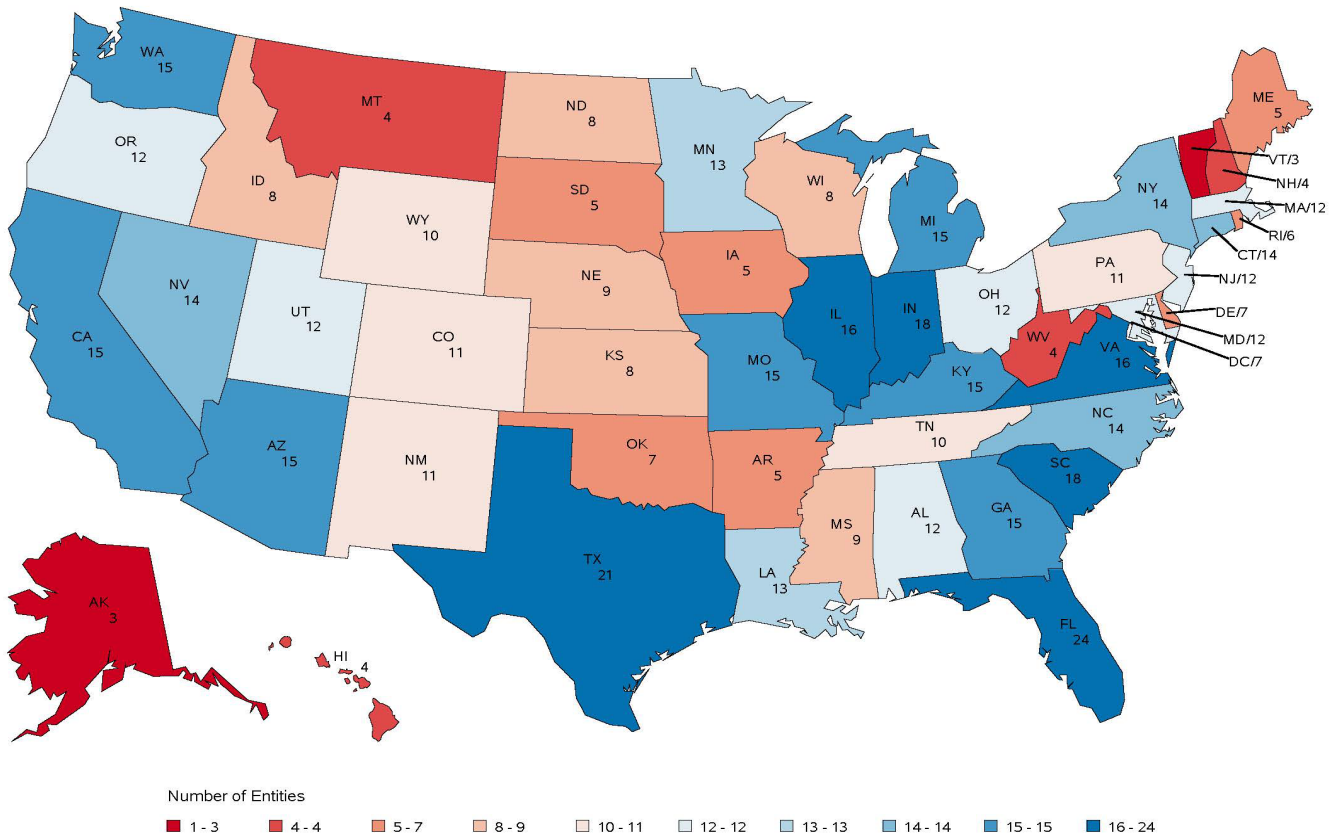 WA
15
MT
4
ND
8
MN
13
ME
5
OR
12
ID
8
SD
5
WI
8
MI
15
NY
14
VT/3
NH/4
MA/12
RI/6
CT/14
NJ/12
DE/7
MD/12
DC/7
WY
10
IA
5
NE
9
PA
11
OH
12
NV
14
UT
12
IL
16
IN
18
WV
4
VA
16
CA
15
CO
11
KS
8
MO
15
KY
15
NC
14
TN
10
AZ
15
NM
11
OK
7
AR
5
SC
18
MS
9
AL
12
GA
15
TX
21
LA
13
FL
24
AK
3
HI
4
Number of Entities
1 - 3 4 - 4 5 - 7 8 - 9 10 - 11 12 - 12 13 - 13 14 - 14 15 - 15 16 - 24